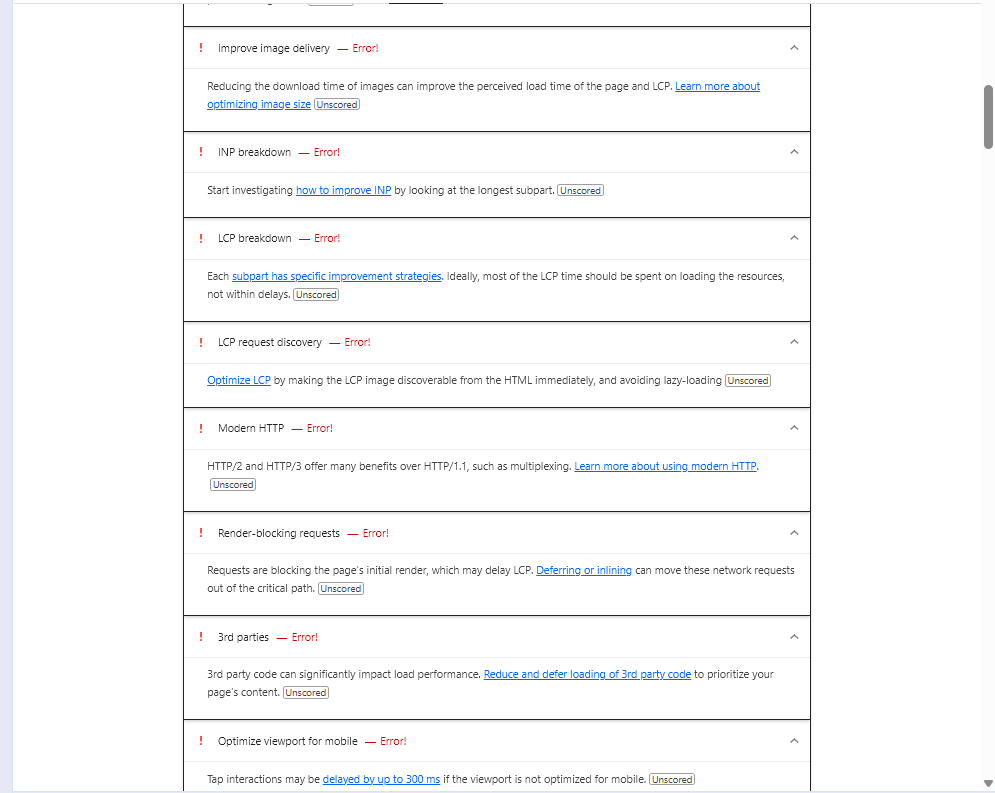 ! Improve image delivery — Error!
Reducing the download time of images can improve the perceived load time of the page and LCP. Learn more about
optimizing image size Unscored
! INP breakdown — Error!
Start investigating how to improve INP by looking at the longest subpart. Unscored
! LCP breakdown — Error!
Each subpart has specific improvement strategies. Ideally, most of the LCP time should be spent on loading the resources,
not within delays. Unscored
! LCP request discovery — Error!
Optimize LCP by making the LCP image discoverable from the HTML immediately, and avoiding lazy-loading Unscored
! Modern HTTP — Error!
HTTP/2 and HTTP/3 offer many benefits over HTTP/1.1, such as multiplexing. Learn more about using modern HTTP.
Unscored
! Render-blocking requests — Error!
Requests are blocking the page's initial render, which may delay LCP. Deferring or inlining can move these network requests
out of the critical path. Unscored
! 3rd parties — Error!
3rd party code can significantly impact load performance. Reduce and defer loading of 3rd party code to prioritize your
page's content. Unscored
! Optimize viewport for mobile — Error!
Tap interactions may be delayed by up to 300 ms if the viewport is not optimized for mobile. Unscored